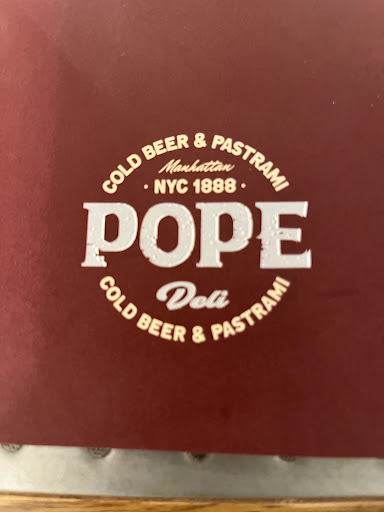 COLD BEER & PASTRAMI
Manhattan
· NYC 1888 ·
POPE
Deli
COLD BEER & PASTRAMI